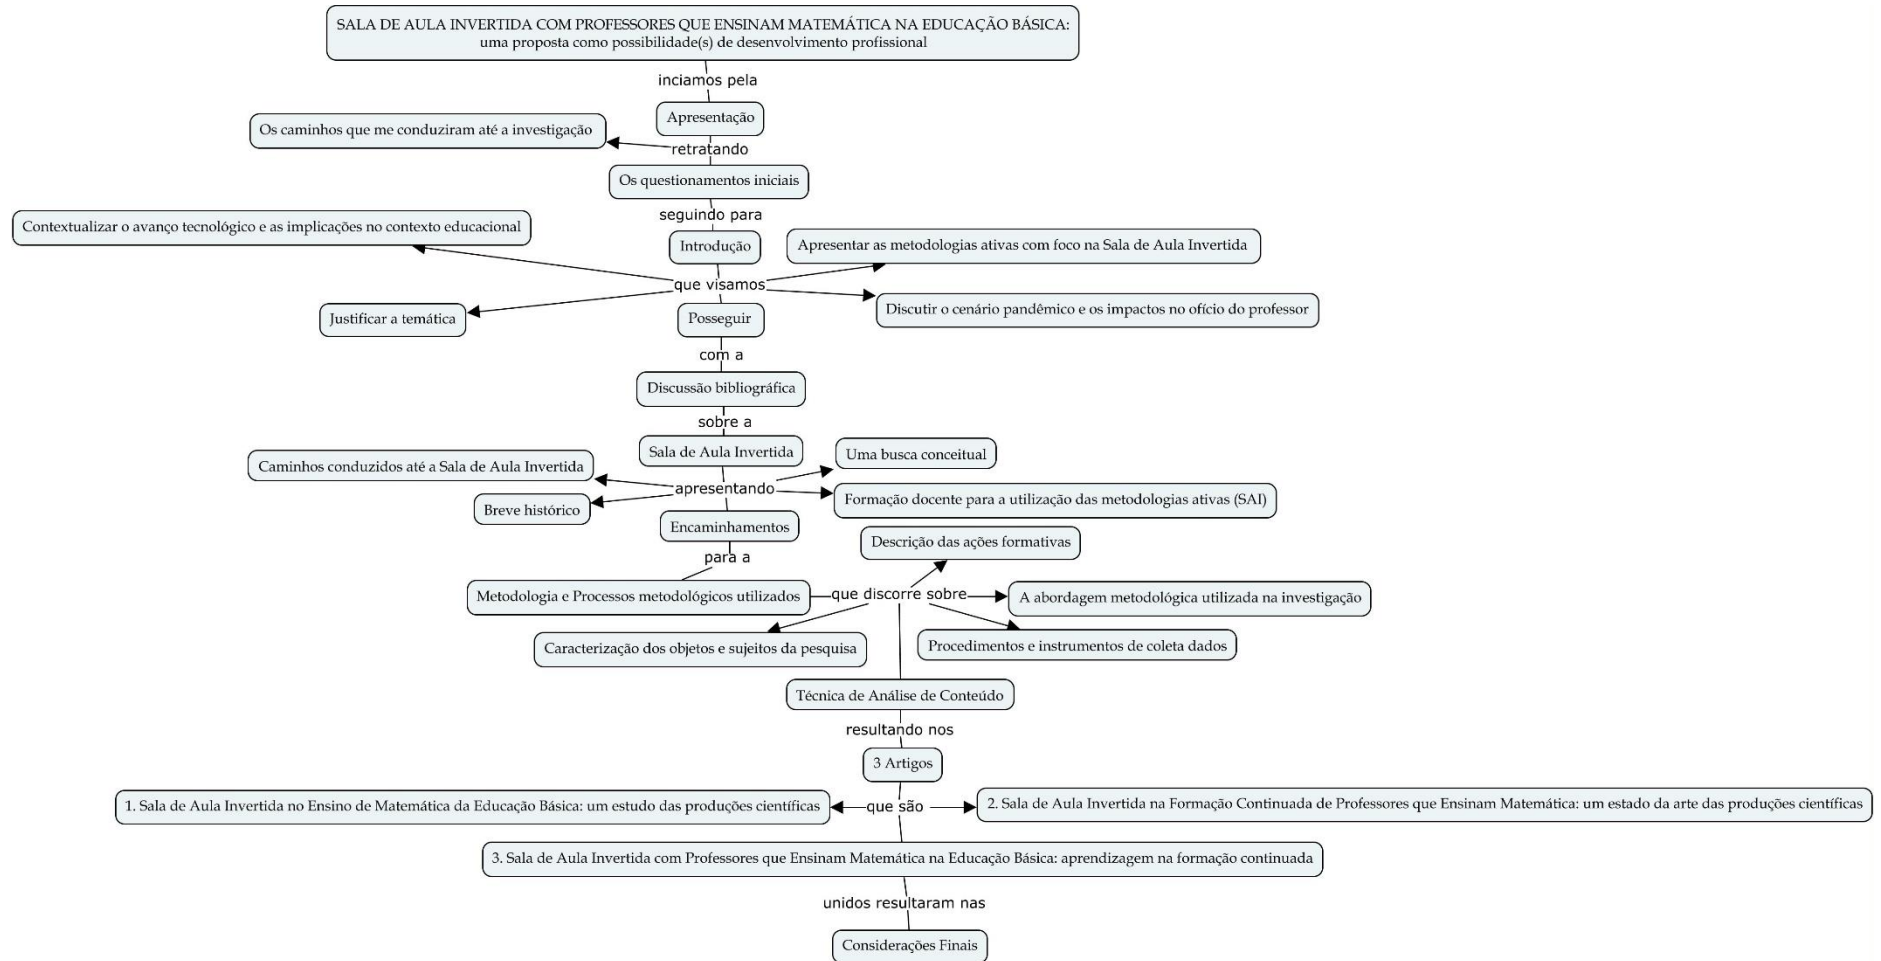 SALA DE AULA INVERTIDA COM PROFESSORES QUE ENSINAM MATEMÁTICA NA EDUCAÇÃO BÁSICA:
uma proposta como possibilidade(s) de desenvolvimento profissional
inciamos pela
Apresentação
Os caminhos que me conduziram até a investigação
retratando
Os questionamentos iniciais
seguindo para
Contextualizar o avanço tecnológico e as implicações no contexto educacional
Introdução
Apresentar as metodologias ativas com foco na Sala de Aula Invertida
que visamos
Justificar a temática
Posseguir
Discutir o cenário pandêmico e os impactos no ofício do professor
com a
Discussão bibliográfica
sobre a
Sala de Aula Invertida
Caminhos conduzidos até a Sala de Aula Invertida
Uma busca conceitual
apresentando
Breve histórico
Formação docente para a utilização das metodologias ativas (SAI)
Encaminhamentos
Descrição das ações formativas
para a
Metodologia e Processos metodológicos utilizados
que discorre sobre
A abordagem metodológica utilizada na investigação
Caracterização dos objetos e sujeitos da pesquisa
Procedimentos e instrumentos de coleta dados
Técnica de Análise de Conteúdo
resultando nos
3 Artigos
1. Sala de Aula Invertida no Ensino de Matemática da Educação Básica: um estudo das produções científicas
que são
2. Sala de Aula Invertida na Formação Continuada de Professores que Ensinam Matemática: um estado da arte das produções científicas
3. Sala de Aula Invertida com Professores que Ensinam Matemática na Educação Básica: aprendizagem na formação continuada
unidos resultaram nas
Considerações Finais